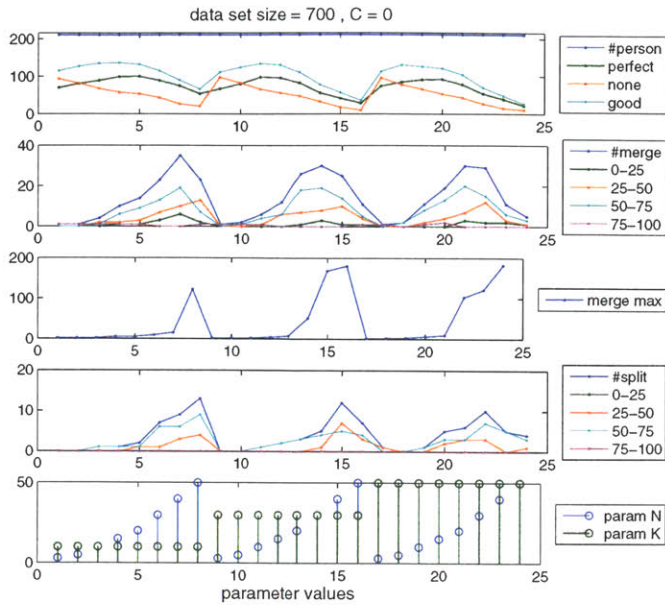 data set size = 700 , C = 0
200
100
0
0 5 10 15 20 25
#person
perfect
none
good
40
20
0
0 5 10 15 20 25
#merge
0-25
25-50
50-75
75-100
200
100
0
0 5 10 15 20 25
merge max
20
10
0
0 5 10 15 20 25
#split
0-25
25-50
50-75
75-100
50
0
0 5 10 15 20 25
param N
param K
parameter values